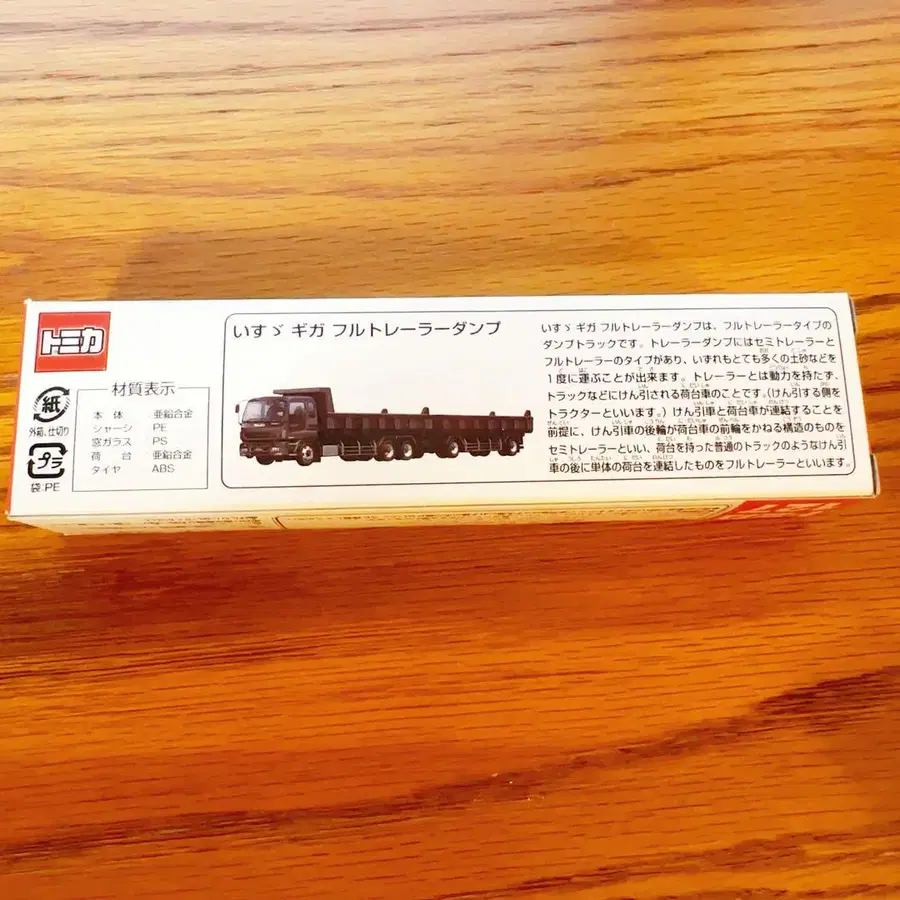 トミカ
紙
外箱、仕切り
プラ
袋:PE
材質表示
本体 亜鉛合金
シャーシ PE
窓ガラス PS
荷台 亜鉛合金
タイヤ ABS
いすゞ ギガ フルトレーラーダンプ
いすゞ ギガ フルトレーラーダンプは、フルトレーラータイプの
ダンプトラックです。トレーラーダンプにはセミトレーラーと
フルトレーラーのタイプがあり、いずれもとても多くの土砂などを
1度に運ぶことが出来ます。トレーラーとは動力を持たず、
トラックなどにけん引される荷台車のことです。(けん引する側を
トラクターといいます。)けん引車と荷台車が連結することを
前提に、けん引車の後輪が荷台車の前輪をかねる構造のものを
セミトレーラーといい、荷台を持った普通のトラックのようなけん引
車の後に単体の荷台を連結したものをフルトレーラーといいます。